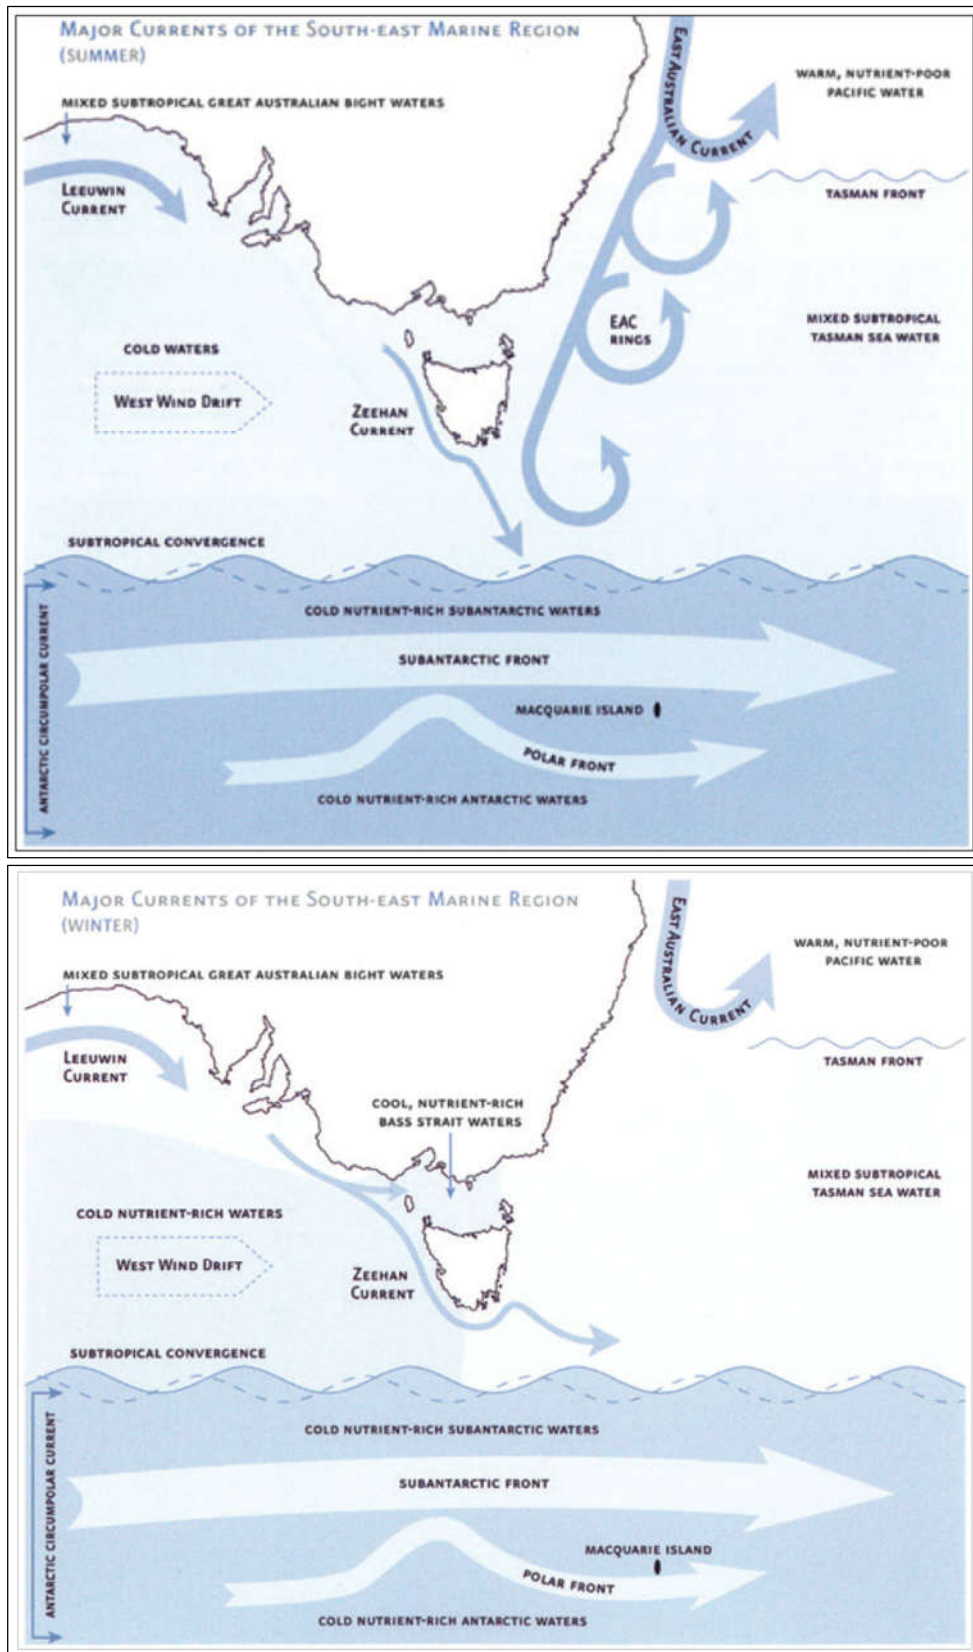 Major Currents of the South-east Marine Region
(SUMMER)
MIXED SUBTROPICAL GREAT AUSTRALIAN BIGHT WATERS
LEEUWIN
CURRENT
EAST AUSTRALIAN CURRENT
WARM, NUTRIENT-POOR
PACIFIC WATER
TASMAN FRONT
EAC
RINGS
MIXED SUBTROPICAL
TASMAN SEA WATER
COLD WATERS
WEST WIND DRIFT
ZEEHAN
CURRENT
SUBTROPICAL CONVERGENCE
ANTARCTIC CIRCUMPOLAR CURRENT
COLD NUTRIENT-RICH SUBANTARCTIC WATERS
SUBANTARCTIC FRONT
MACQUARIE ISLAND
POLAR FRONT
COLD NUTRIENT-RICH ANTARCTIC WATERS
Major Currents of the South-east Marine Region
(WINTER)
MIXED SUBTROPICAL GREAT AUSTRALIAN BIGHT WATERS
LEEUWIN
CURRENT
EAST AUSTRALIAN CURRENT
WARM, NUTRIENT-POOR
PACIFIC WATER
TASMAN FRONT
COOL, NUTRIENT-RICH
BASS STRAIT WATERS
MIXED SUBTROPICAL
TASMAN SEA WATER
COLD NUTRIENT-RICH WATERS
WEST WIND DRIFT
ZEEHAN
CURRENT
SUBTROPICAL CONVERGENCE
ANTARCTIC CIRCUMPOLAR CURRENT
COLD NUTRIENT-RICH SUBANTARCTIC WATERS
SUBANTARCTIC FRONT
MACQUARIE ISLAND
POLAR FRONT
COLD NUTRIENT-RICH ANTARCTIC WATERS